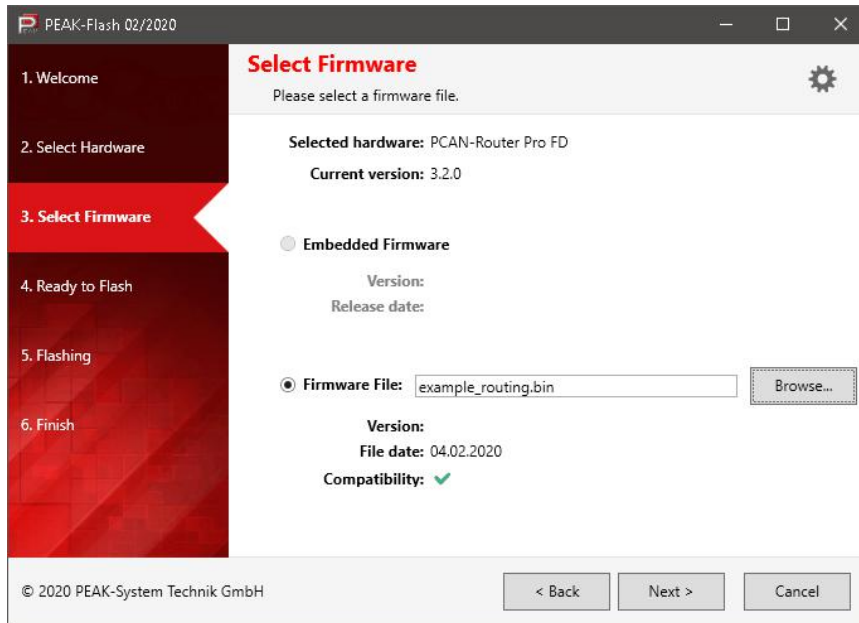 PEAK-Flash 02/2020
1. Welcome
2. Select Hardware
3. Select Firmware
4. Ready to Flash
5. Flashing
6. Finish
Select Firmware
Please select a firmware file.
Selected hardware: PCAN-Router Pro FD
Current version: 3.2.0
Embedded Firmware
Version:
Release date:
Firmware File: example_routing.bin Browse...
Version:
File date: 04.02.2020
Compatibility:
© 2020 PEAK-System Technik GmbH
< Back Next > Cancel